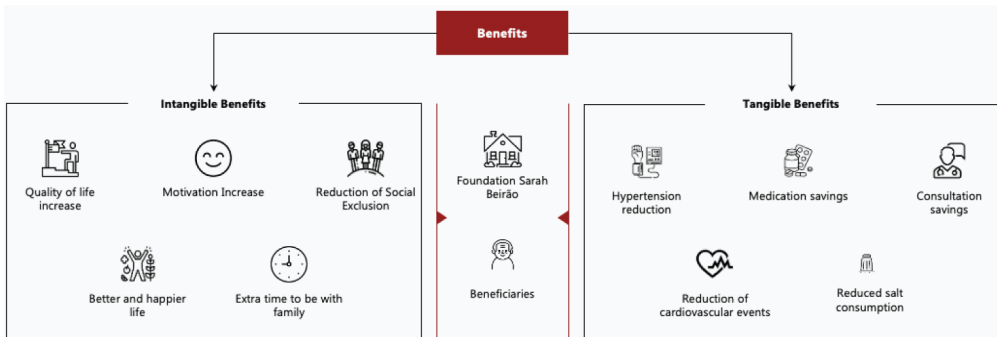 Benefits
Intangible Benefits
Quality of life
increase
Motivation Increase
Reduction of Social
Exclusion
Better and happier
life
Extra time to be with
family
Foundation Sarah
Beirão
Beneficiaries
Tangible Benefits
Hypertension
reduction
Medication savings
Consultation
savings
Reduction of
cardiovascular events
Reduced salt
consumption